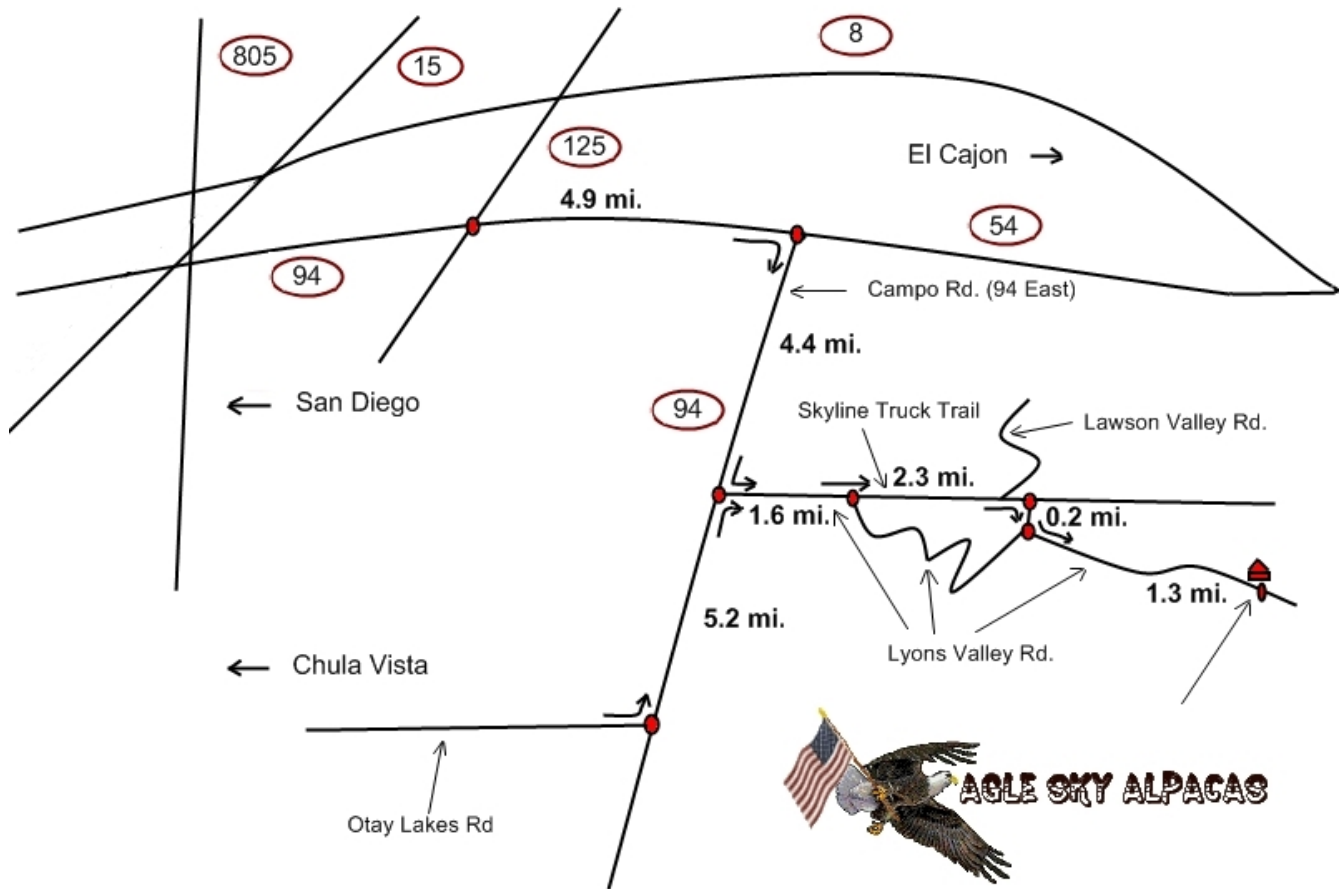 8
805
15
125
El Cajon
4.9 mi.
54
94
Campo Rd. (94 East)
4.4 mi.
San Diego
94
Skyline Truck Trail
Lawson Valley Rd.
2.3 mi.
1.6 mi.
0.2 mi.
1.3 mi.
5.2 mi.
Lyons Valley Rd.
Chula Vista
Otay Lakes Rd
AGLE SKY ALPACAS